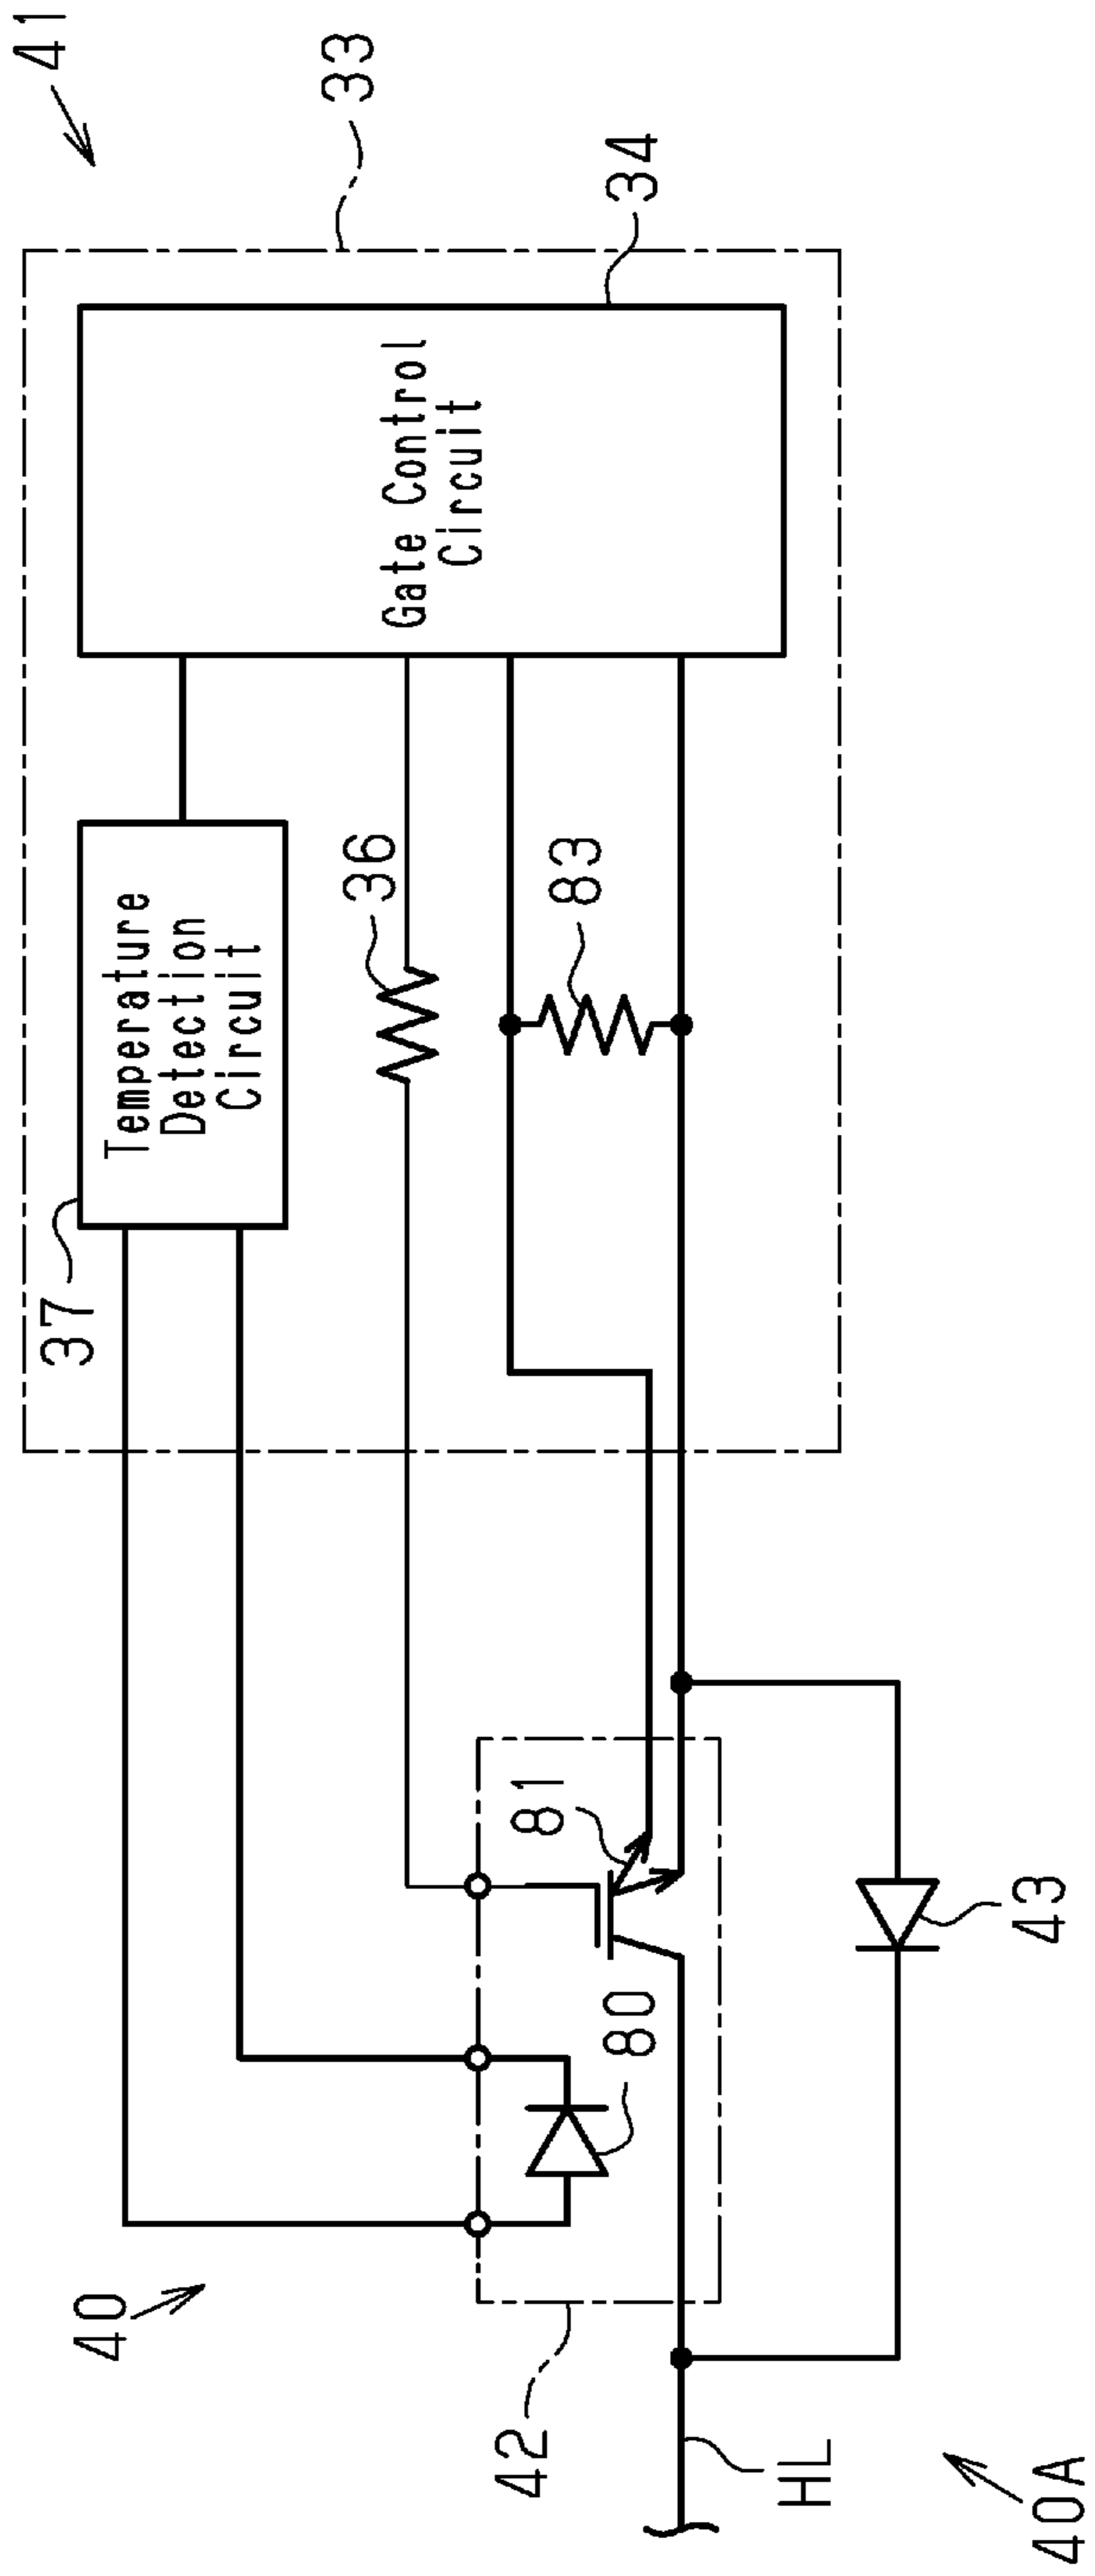 41
33
34
Gate Control
Circuit
37
Temperature
Detection
Circuit
36
83
40
42
81
80
43
HL
40A